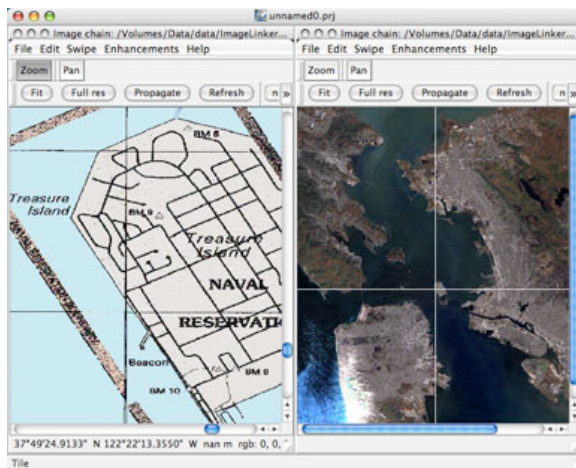 unnamed0.prj
Image chain: /Volumes/Data/data/ImageLinker...
File Edit Swipe Enhancements Help
Zoom Pan
Fit Full res Propagate Refresh n »
BM 6
Treasure
Island
BM 9
Treasure
Island
NAVAL
RESERVATI
Beacon
BM 8
BM 10
37°49'24.9133" N 122°22'13.3550" W nan m rgb: 0, 0,
Image chain: /Volumes/Data/data/ImageLinker...
File Edit Swipe Enhancements Help
Zoom Pan
Fit Full res Propagate Refresh n »
Tile